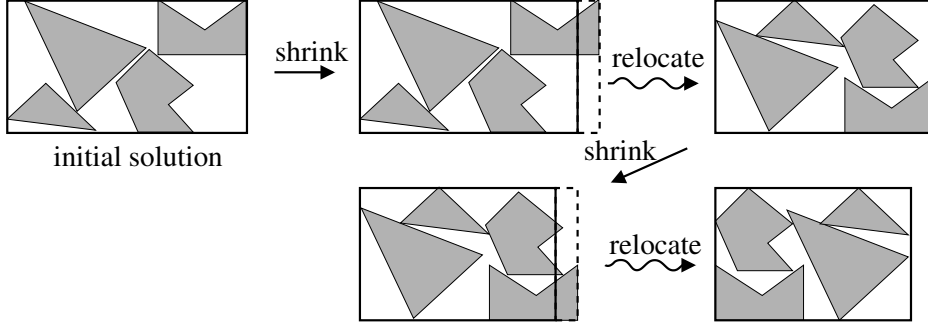 shrink
relocate
initial solution
shrink
relocate